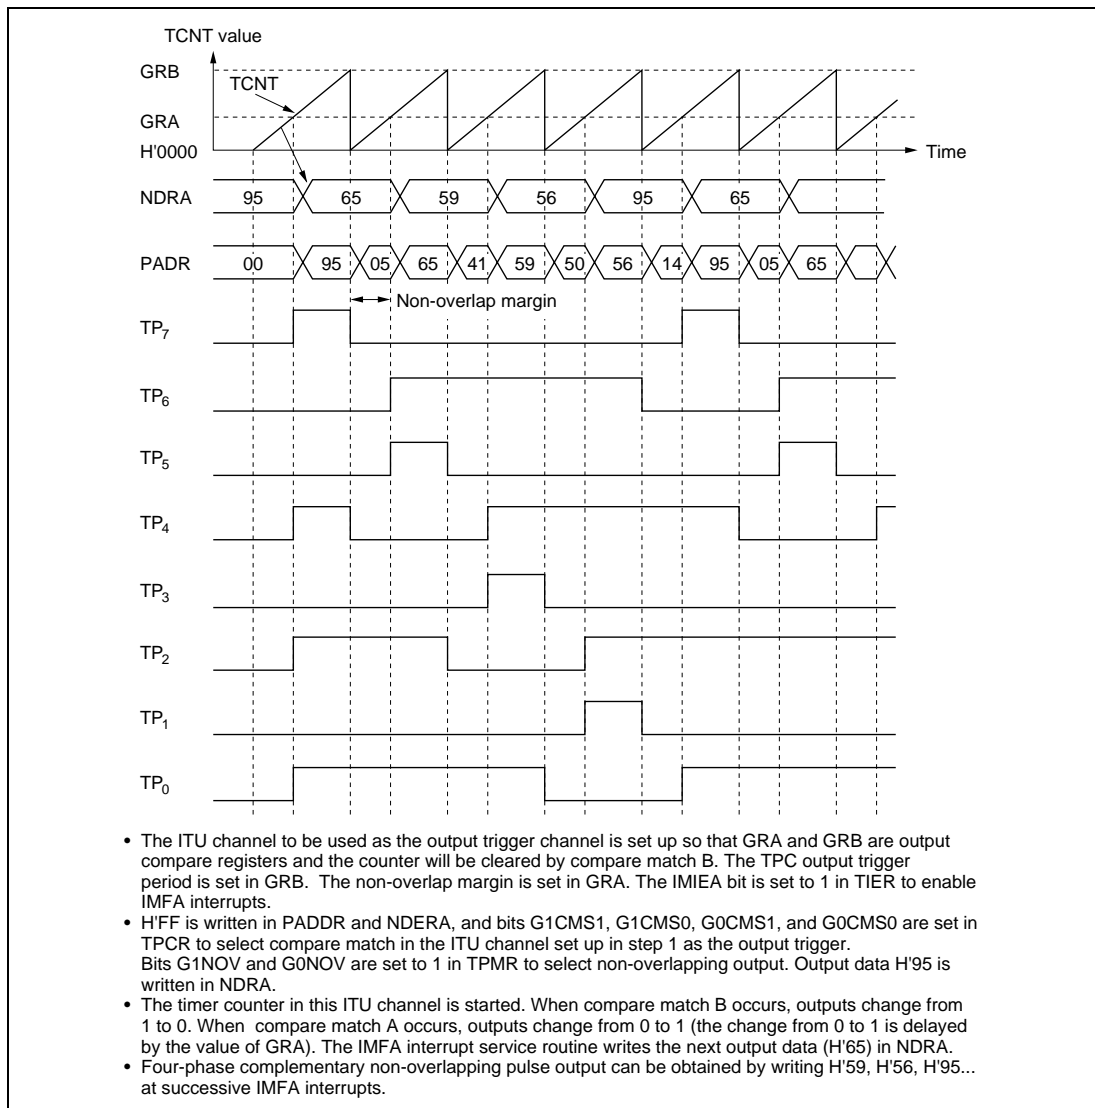 TCNT value
GRB
TCNT
GRA
H'0000
Time
NDRA 95 65 59 56 95 65
PADR 00 95 05 65 41 59 50 56 14 95 05 65
Non-overlap margin
TP7
TP6
TP5
TP4
TP3
TP2
TP1
TP0
• The ITU channel to be used as the output trigger channel is set up so that GRA and GRB are output
compare registers and the counter will be cleared by compare match B. The TPC output trigger
period is set in GRB. The non-overlap margin is set in GRA. The IMIEA bit is set to 1 in TIER to enable
IMFA interrupts.
• H'FF is written in PADDR and NDERA, and bits G1CMS1, G1CMS0, G0CMS1, and G0CMS0 are set in
TPCR to select compare match in the ITU channel set up in step 1 as the output trigger.
Bits G1NOV and G0NOV are set to 1 in TPMR to select non-overlapping output. Output data H'95 is
written in NDRA.
• The timer counter in this ITU channel is started. When compare match B occurs, outputs change from
1 to 0. When compare match A occurs, outputs change from 0 to 1 (the change from 0 to 1 is delayed
by the value of GRA). The IMFA interrupt service routine writes the next output data (H'65) in NDRA.
• Four-phase complementary non-overlapping pulse output can be obtained by writing H'59, H'56, H'95...
at successive IMFA interrupts.